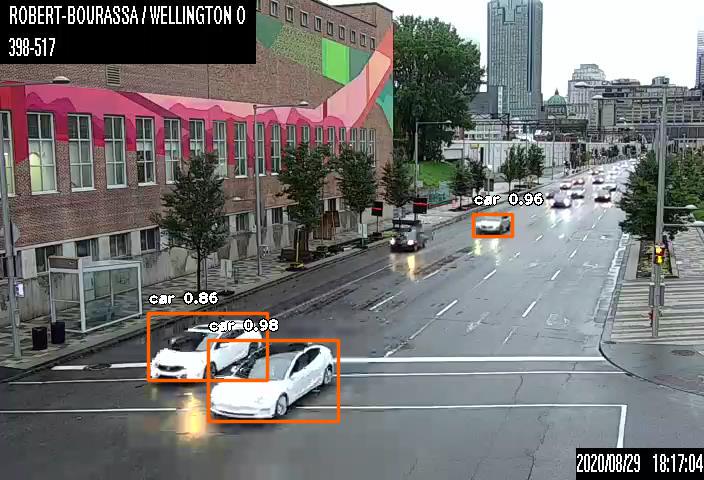 ROBERT-BOURASSA / WELLINGTON O
398-517
car 0.96
car 0.86
car 0.98
2020/08/29 18:17:04